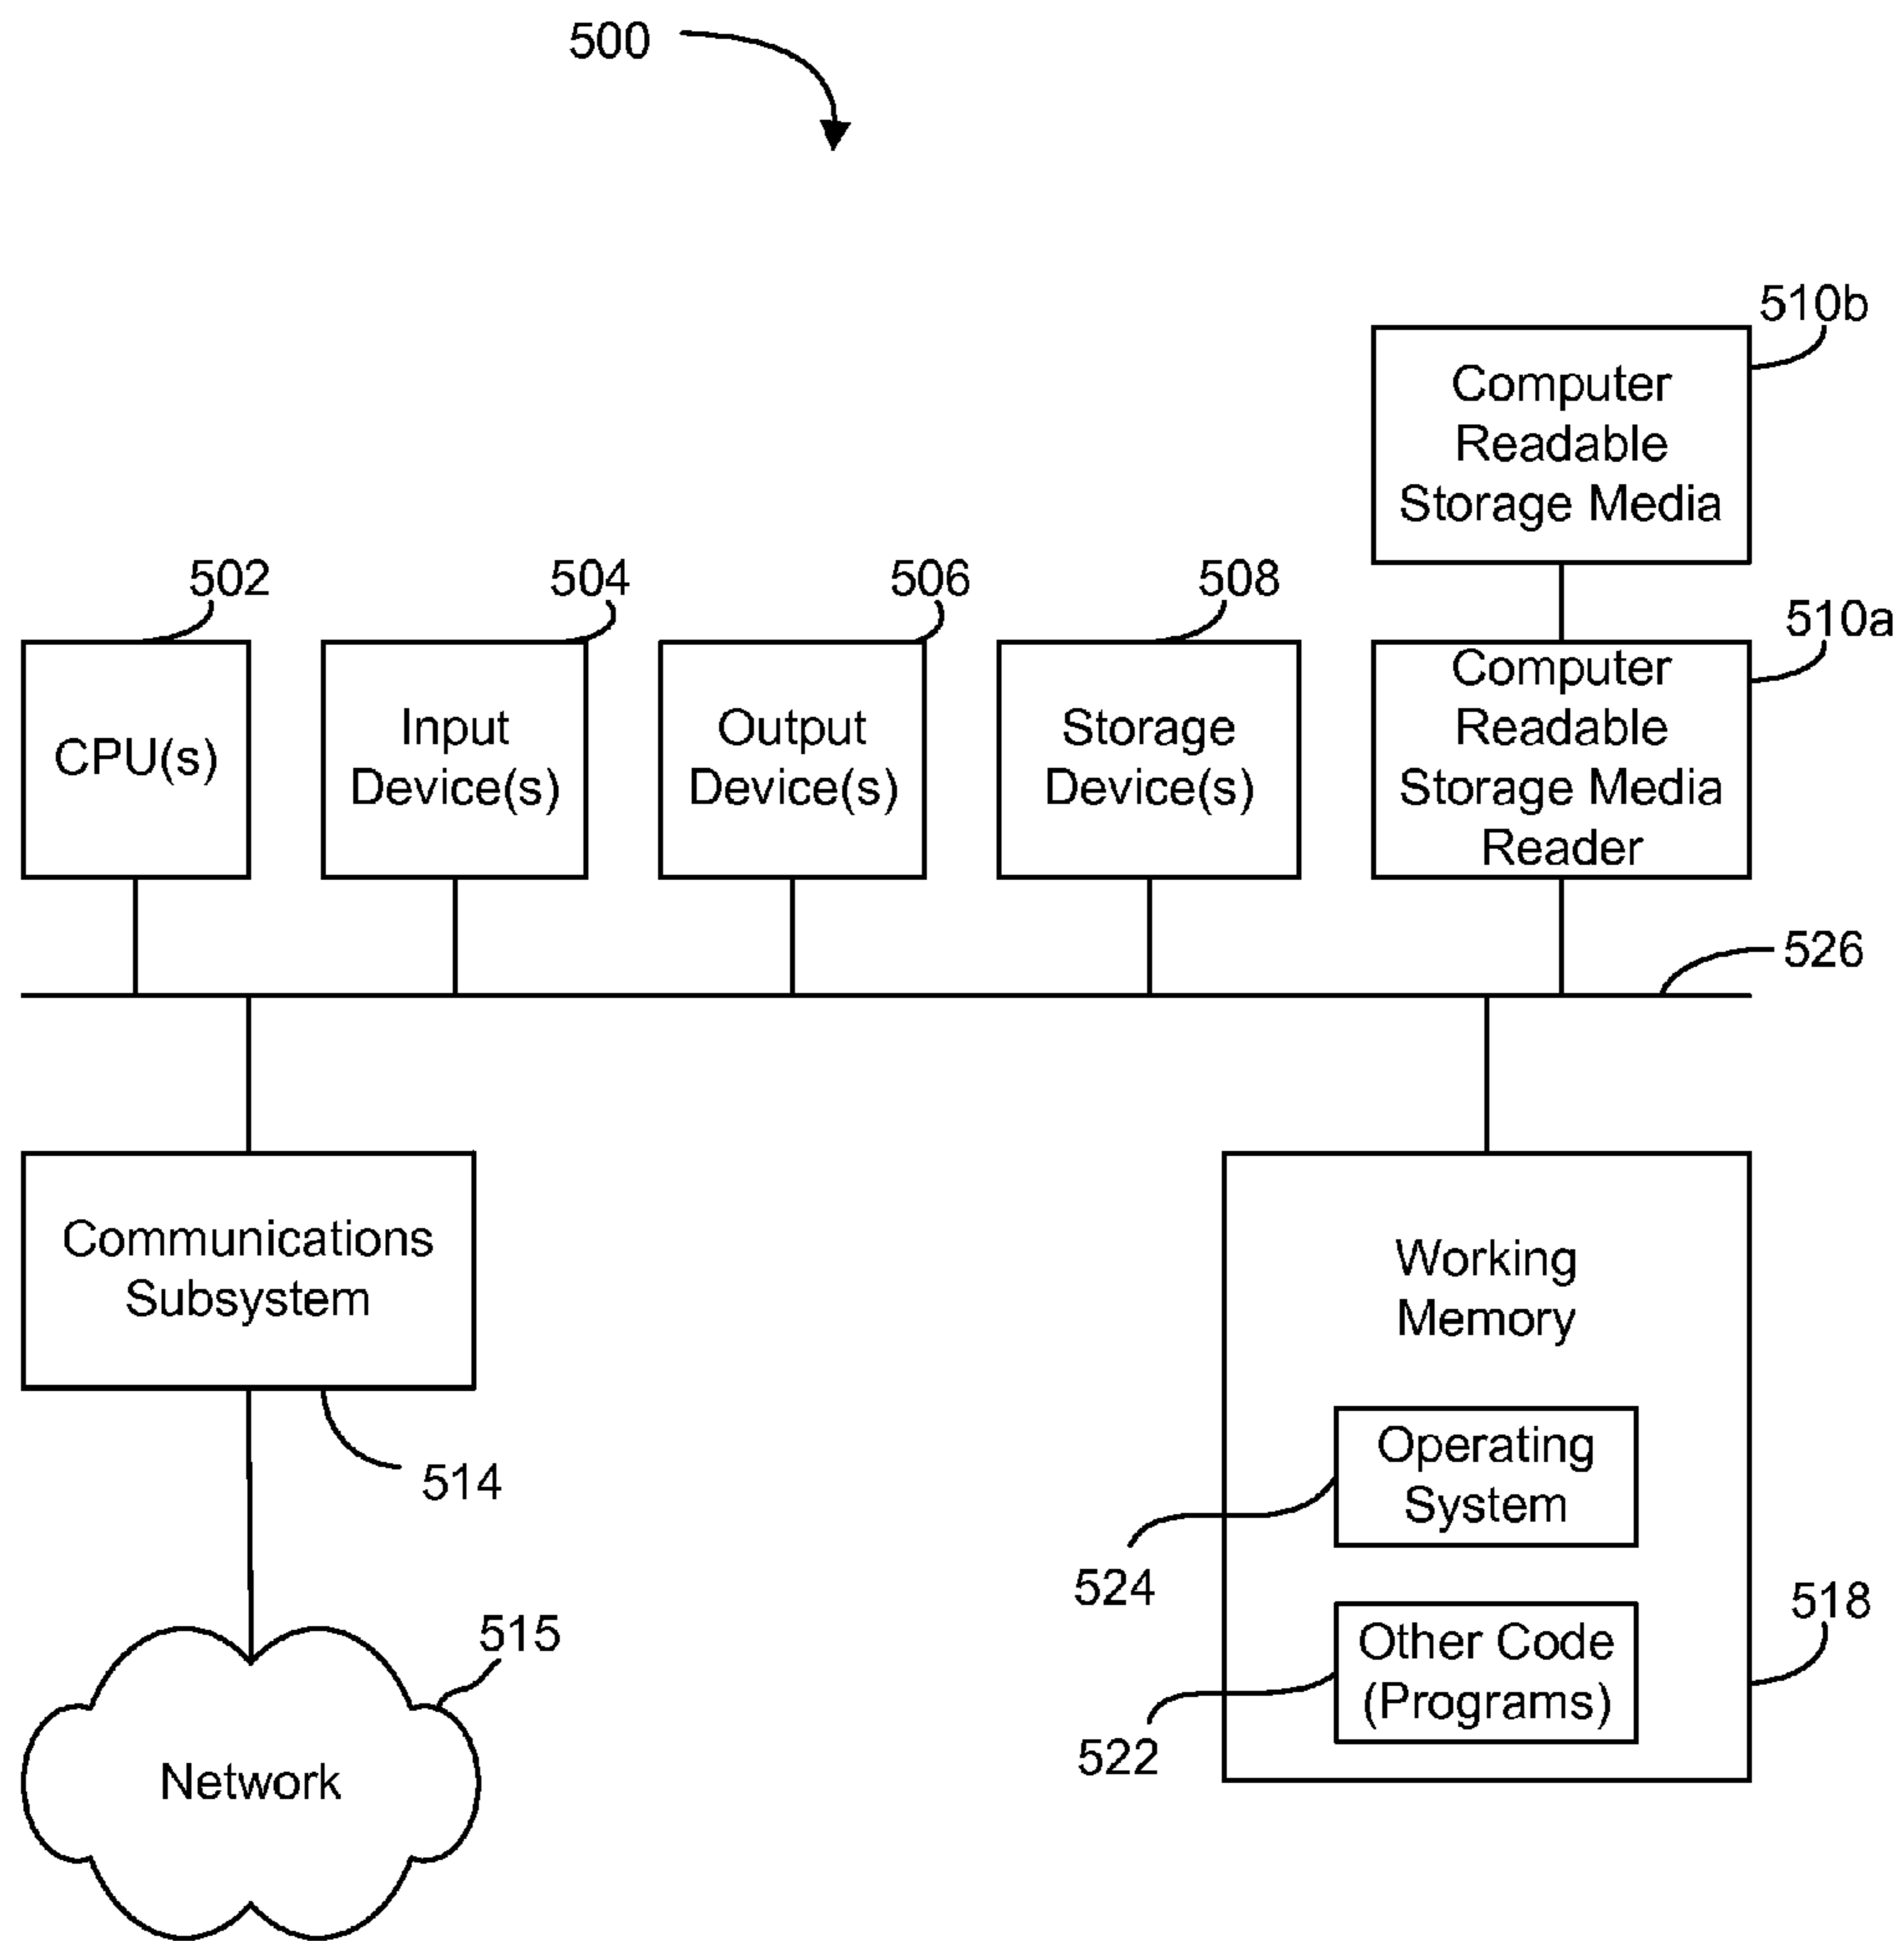 500
510b
Computer
Readable
Storage Media
502
504
506
508
510a
CPU(s)
Input
Device(s)
Output
Device(s)
Storage
Device(s)
Computer
Readable
Storage Media
Reader
526
Communications
Subsystem
514
Working
Memory
Operating
System
524
Other Code
(Programs)
522
518
515
Network